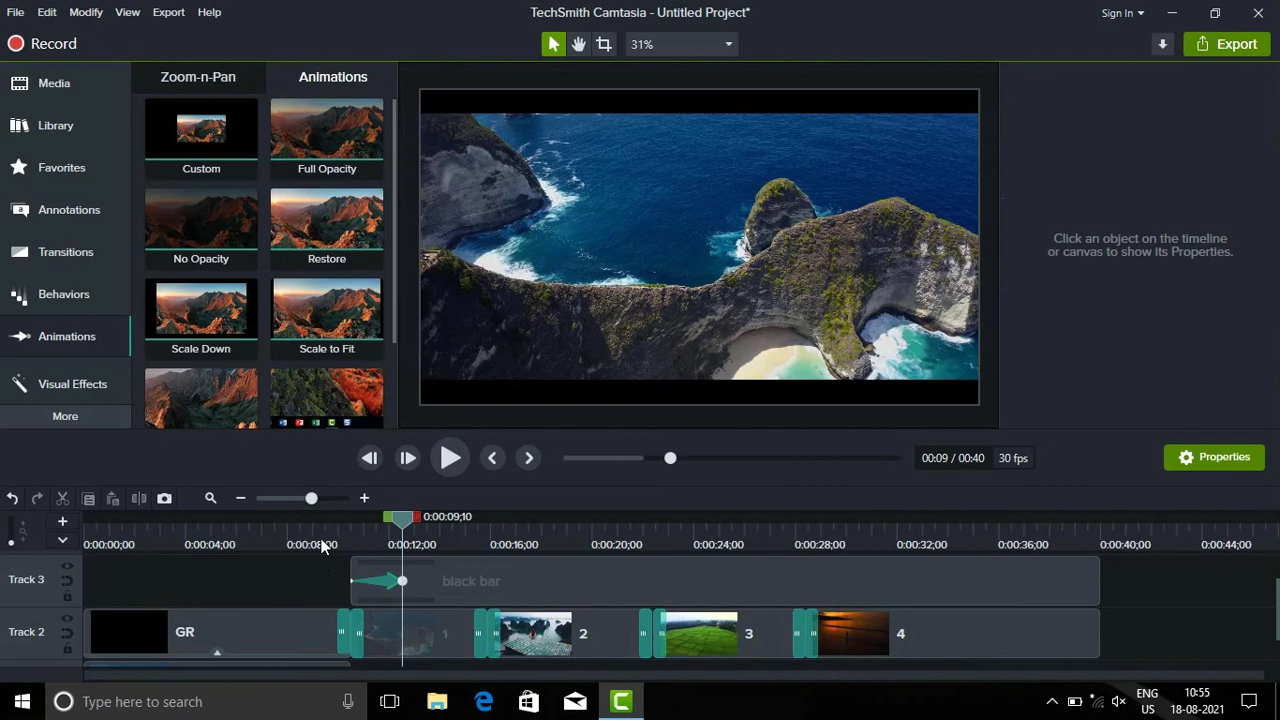 File Edit Modify View Export Help
TechSmith Camtasia - Untitled Project*
Sign In
Record
31%
Export
Media
Library
Favorites
Annotations
Transitions
Behaviors
Animations
Visual Effects
More
Zoom-n-Pan Animations
Custom Full Opacity
No Opacity Restore
Scale Down Scale to Fit
Click an object on the timeline
or canvas to show its Properties.
00:09 / 00:40 30 fps
Properties
0:00:09;10
0:00:00;00 0:00:04;00 0:00:08;00 0:00:12;00 0:00:16;00 0:00:20;00 0:00:24;00 0:00:28;00 0:00:32;00 0:00:36;00 0:00:40;00 0:00:44;00
Track 3 black bar
Track 2 GR 1 2 3 4
Type here to search
ENG
US
10:55
18-08-2021